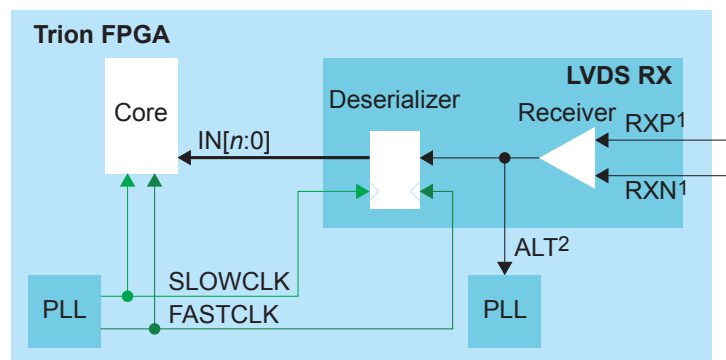 Trion FPGA
LVDS RX
Deserializer
Core
Receiver
RXP1
IN[n:0]
RXN1
ALT2
SLOWCLK
PLL
PLL
FASTCLK